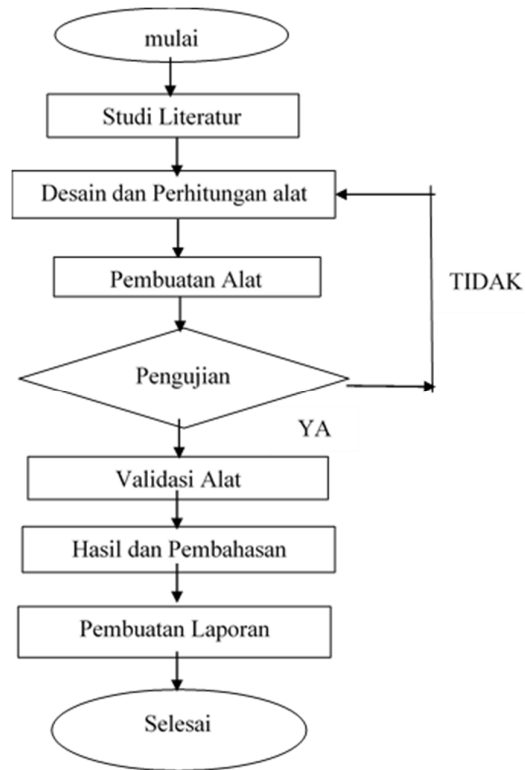 mulai
Studi Literatur
Desain dan Perhitungan alat
Pembuatan Alat
TIDAK
Pengujian
YA
Validasi Alat
Hasil dan Pembahasan
Pembuatan Laporan
Selesai